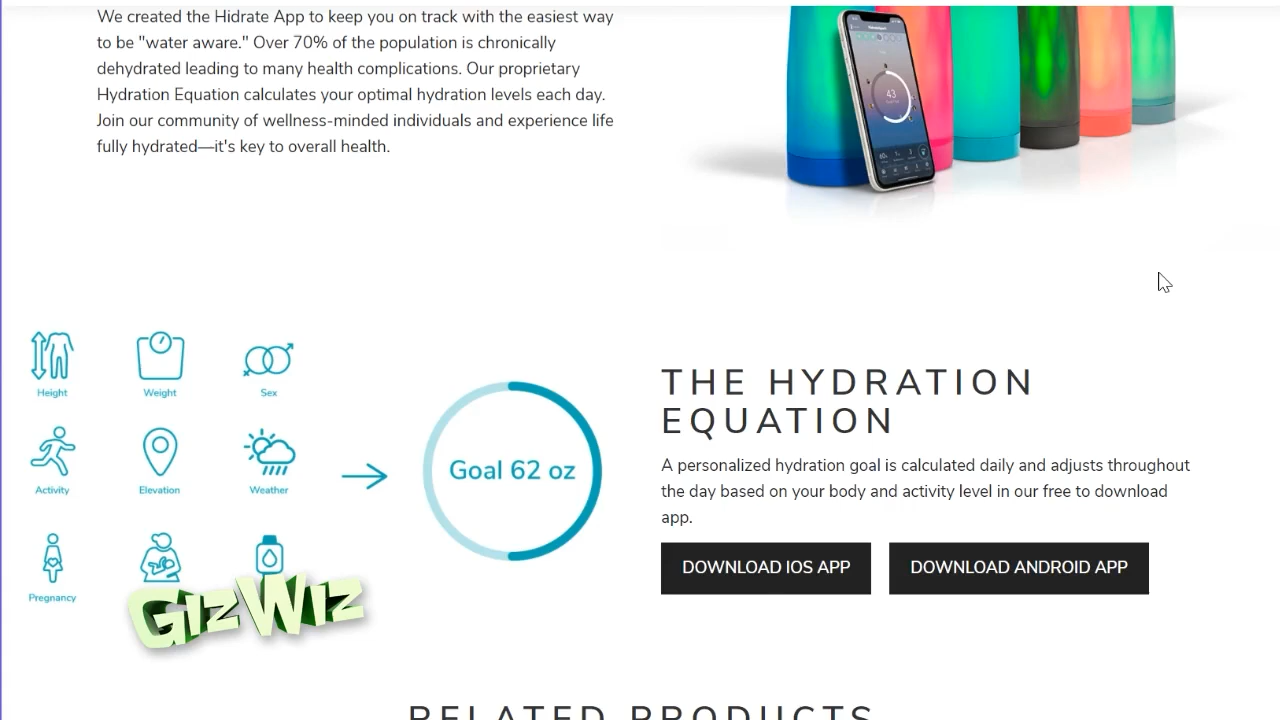 We created the Hidrate App to keep you on track with the easiest way
to be "water aware." Over 70% of the population is chronically
dehydrated leading to many health complications. Our proprietary
Hydration Equation calculates your optimal hydration levels each day.
Join our community of wellness-minded individuals and experience life
fully hydrated—it's key to overall health.
43
Height
Weight
Sex
Activity
Elevation
Weather
Pregnancy
Goal 62 oz
THE HYDRATION
EQUATION
A personalized hydration goal is calculated daily and adjusts throughout
the day based on your body and activity level in our free to download
app.
DOWNLOAD IOS APP
DOWNLOAD ANDROID APP
GIZWIZ
RELATED PRODUCTS